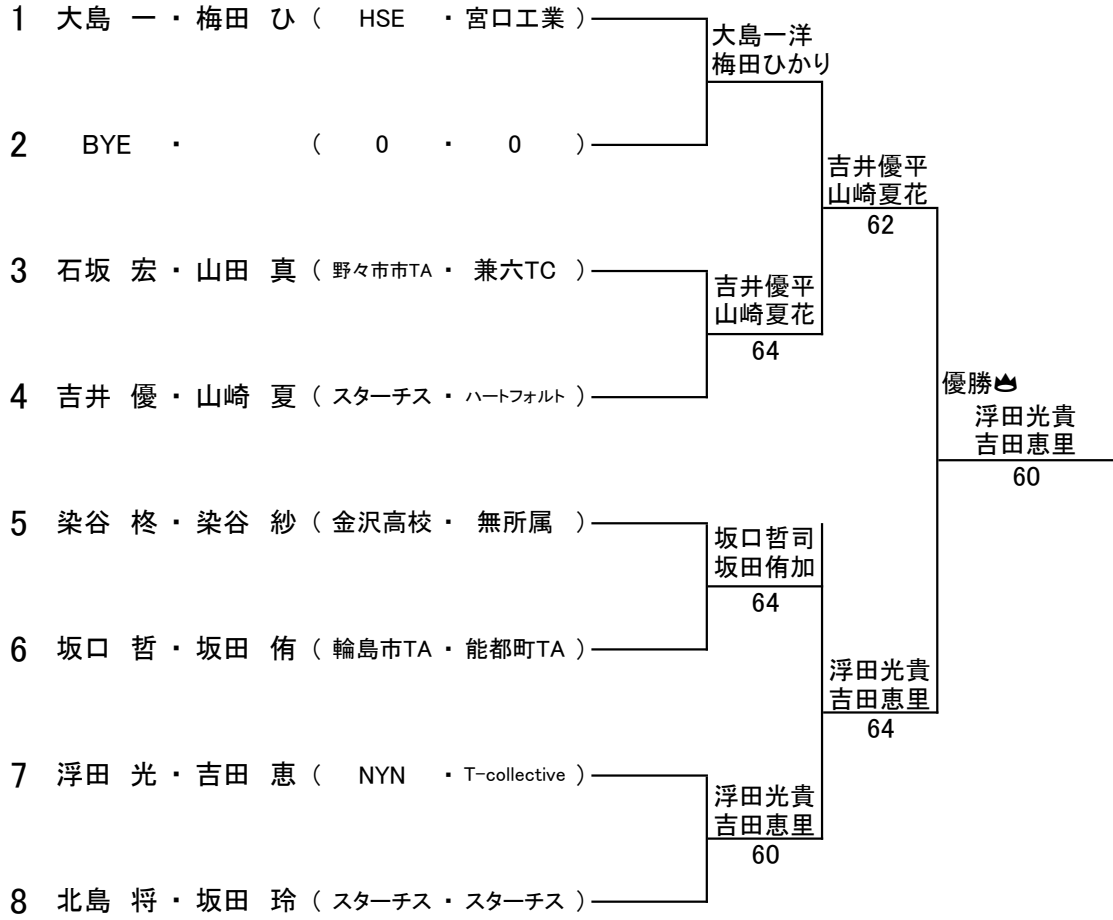 1 大島 一 ・ 梅田 ひ ( HSE ・ 宮口工業 )
大島一洋
梅田ひかり
2 BYE ・ ( 0 ・ 0 )
吉井優平
山崎夏花
62
3 石坂 宏 ・ 山田 真 ( 野々市市TA ・ 兼六TC )
吉井優平
山崎夏花
64
4 吉井 優 ・ 山崎 夏 ( スターチス ・ ハートフォルト )
優勝
浮田光貴
吉田恵里
60
5 染谷 柊 ・ 染谷 紗 ( 金沢高校 ・ 無所属 )
坂口哲司
坂田侑加
64
6 坂口 哲 ・ 坂田 侑 ( 輪島市TA ・ 能都町TA )
浮田光貴
吉田恵里
64
7 浮田 光 ・ 吉田 恵 ( NYN ・ T-collective )
浮田光貴
吉田恵里
60
8 北島 将 ・ 坂田 玲 ( スターチス ・ スターチス )